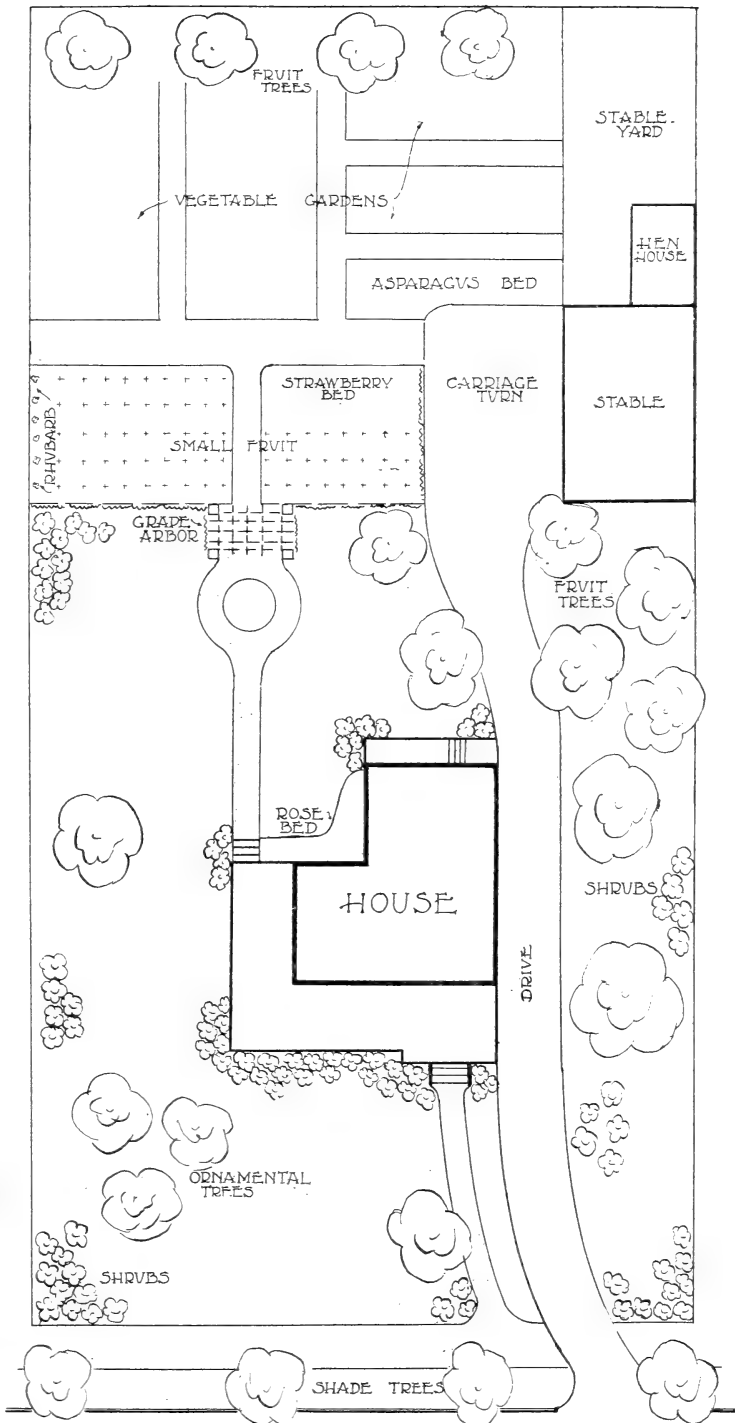 FRUIT
TREES
STABLE-
YARD
VEGETABLE GARDENS
HEN
HOUSE
ASPARAGUS BED
STRAWBERRY
BED
CARRIAGE
TURN
STABLE
RHUBARB
SMALL FRUIT
GRAPE
ARBOR
FRUIT
TREES
ROSE
BED
HOUSE
SHRUBS
DRIVE
ORNAMENTAL
TREES
SHRUBS
SHADE TREES